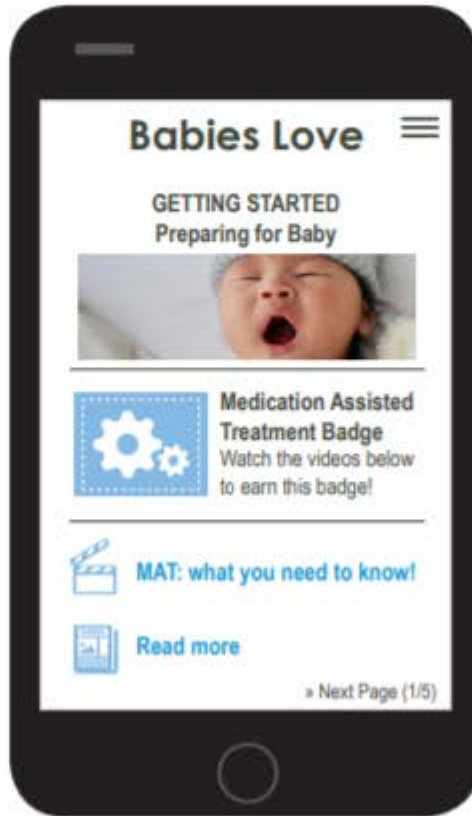 Babies Love
GETTING STARTED
Preparing for Baby
Medication Assisted
Treatment Badge
Watch the videos below
to earn this badge!
MAT: what you need to know!
Read more
» Next Page (1/5)